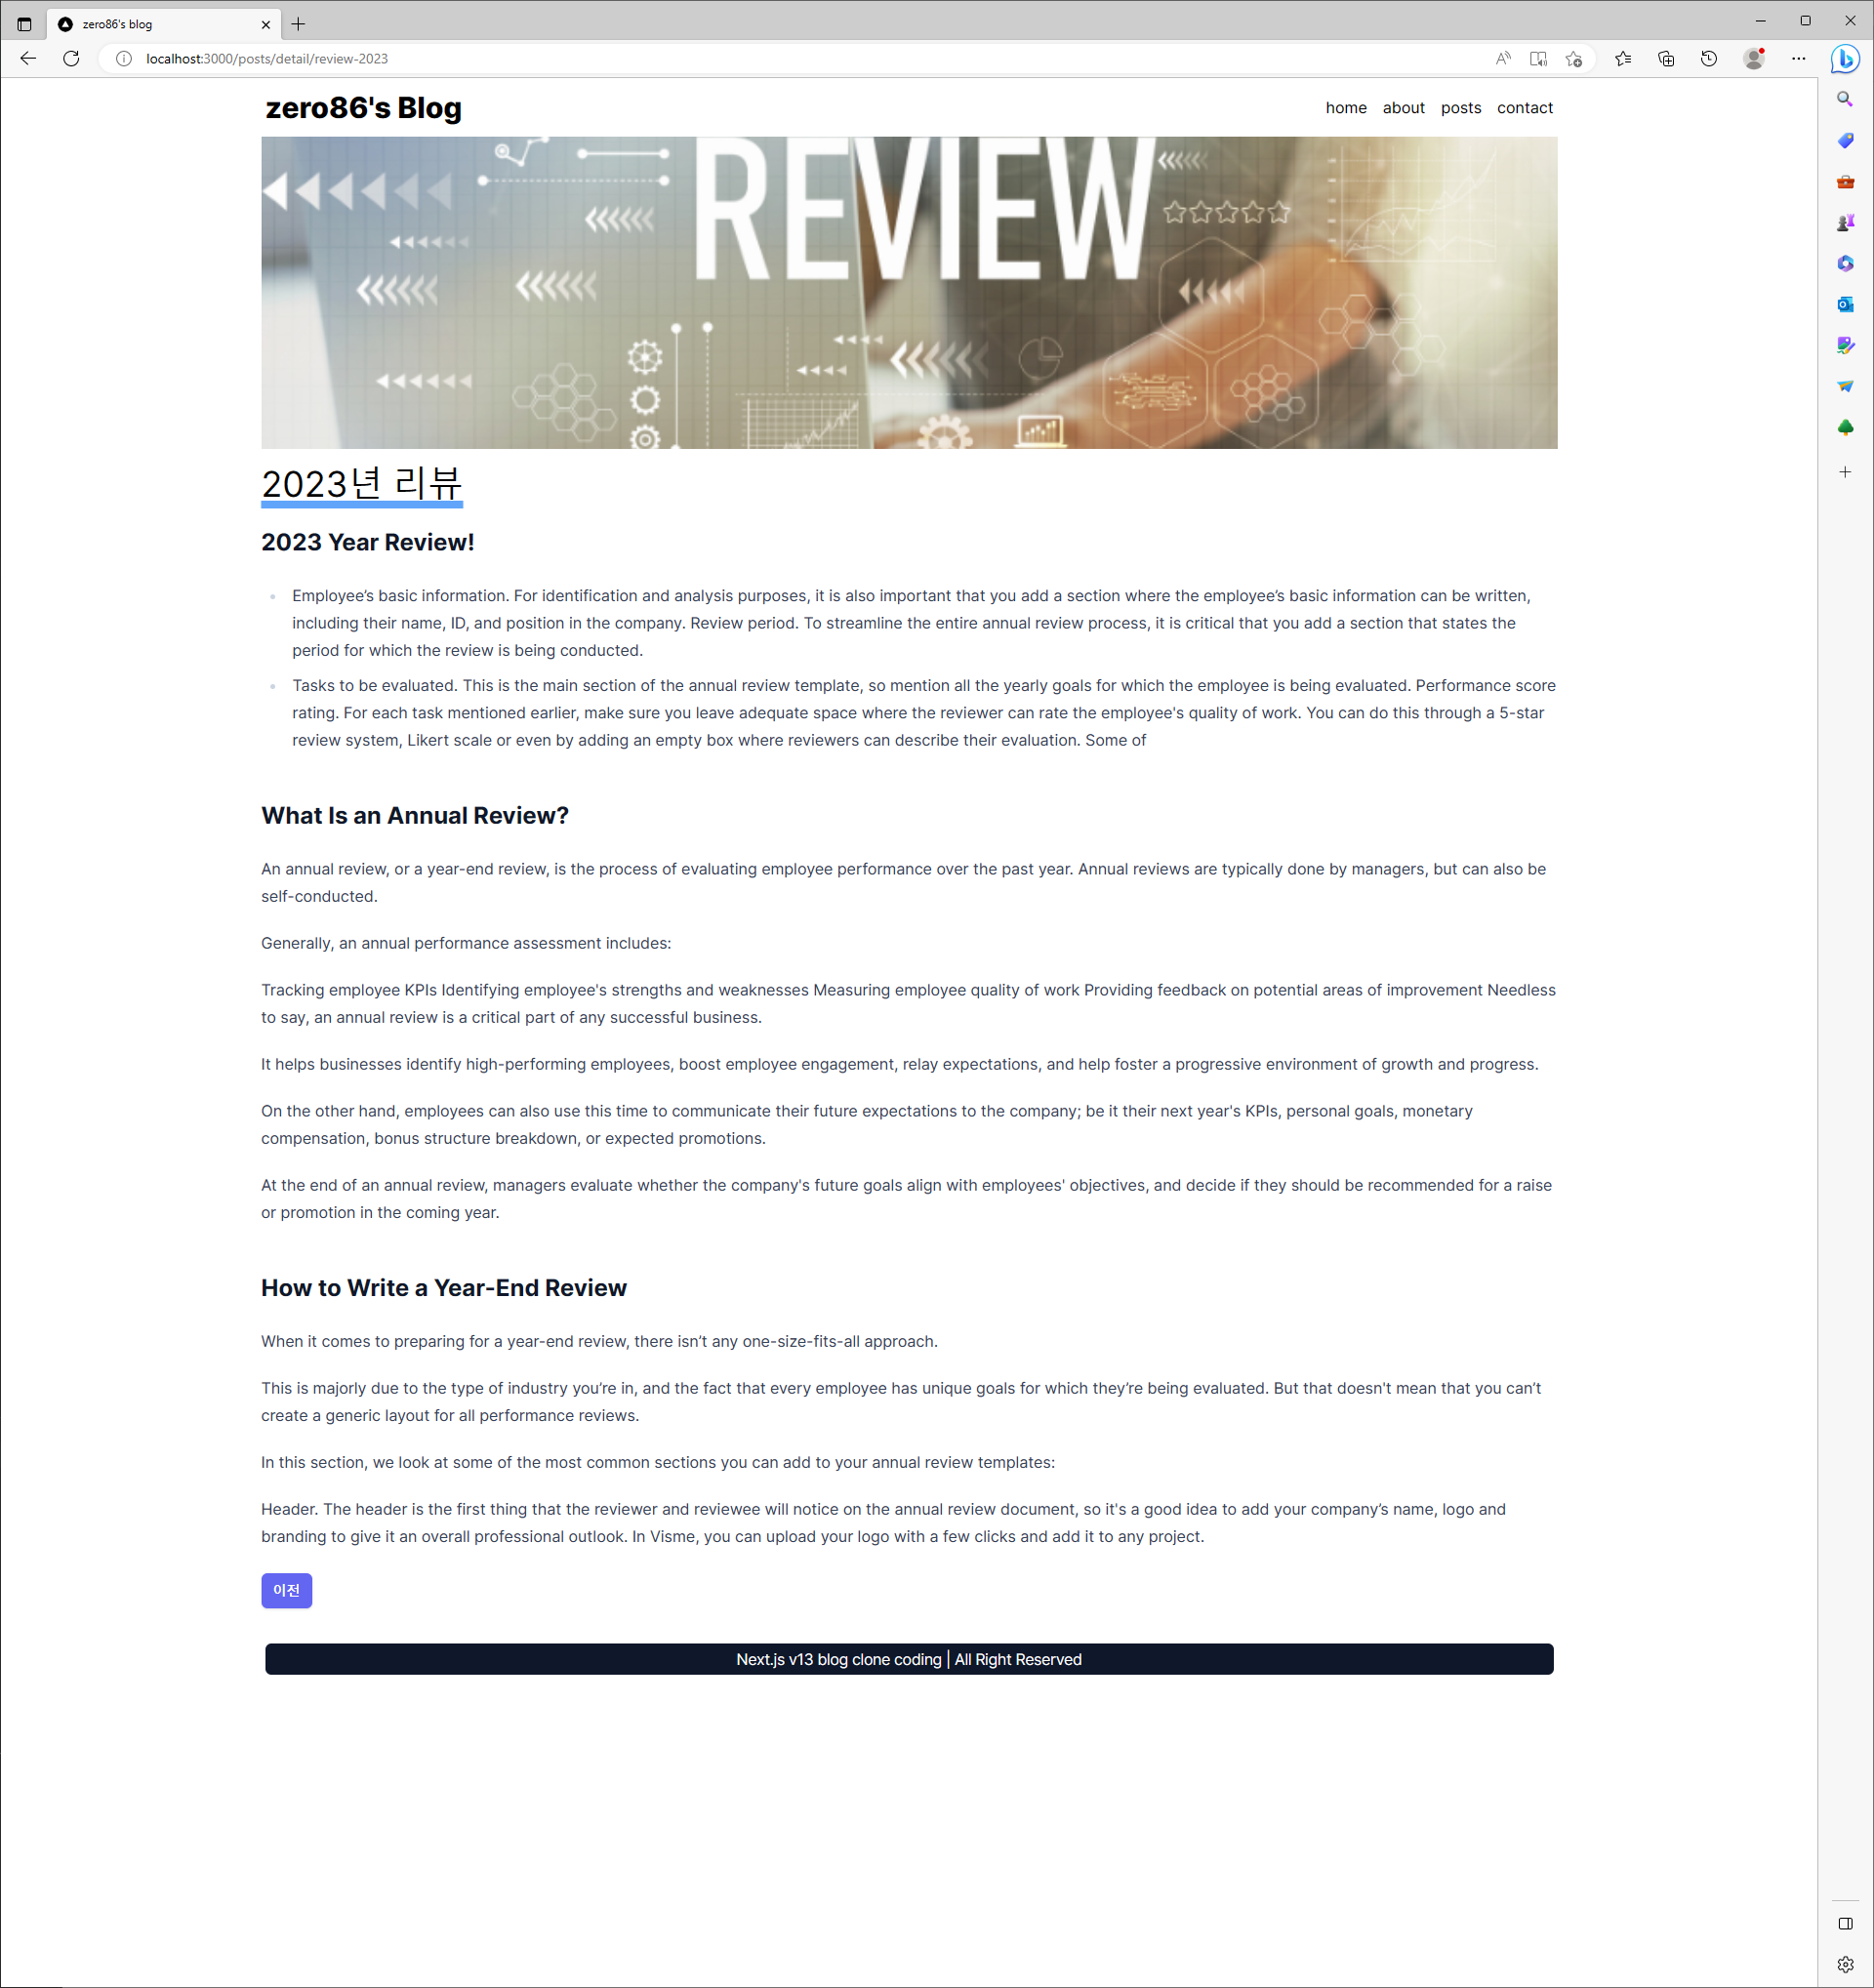 zero86's blog
localhost:3000/posts/detail/review-2023
zero86's Blog
home about posts contact
REVIEW
2023년 리뷰
2023 Year Review!
Employee’s basic information. For identification and analysis purposes, it is also important that you add a section where the employee’s basic information can be written,
including their name, ID, and position in the company. Review period. To streamline the entire annual review process, it is critical that you add a section that states the
period for which the review is being conducted.
Tasks to be evaluated. This is the main section of the annual review template, so mention all the yearly goals for which the employee is being evaluated. Performance score
rating. For each task mentioned earlier, make sure you leave adequate space where the reviewer can rate the employee's quality of work. You can do this through a 5-star
review system, Likert scale or even by adding an empty box where reviewers can describe their evaluation. Some of
What Is an Annual Review?
An annual review, or a year-end review, is the process of evaluating employee performance over the past year. Annual reviews are typically done by managers, but can also be
self-conducted.
Generally, an annual performance assessment includes:
Tracking employee KPIs Identifying employee's strengths and weaknesses Measuring employee quality of work Providing feedback on potential areas of improvement Needless
to say, an annual review is a critical part of any successful business.
It helps businesses identify high-performing employees, boost employee engagement, relay expectations, and help foster a progressive environment of growth and progress.
On the other hand, employees can also use this time to communicate their future expectations to the company; be it their next year's KPIs, personal goals, monetary
compensation, bonus structure breakdown, or expected promotions.
At the end of an annual review, managers evaluate whether the company's future goals align with employees' objectives, and decide if they should be recommended for a raise
or promotion in the coming year.
How to Write a Year-End Review
When it comes to preparing for a year-end review, there isn’t any one-size-fits-all approach.
This is majorly due to the type of industry you’re in, and the fact that every employee has unique goals for which they’re being evaluated. But that doesn't mean that you can’t
create a generic layout for all performance reviews.
In this section, we look at some of the most common sections you can add to your annual review templates:
Header. The header is the first thing that the reviewer and reviewee will notice on the annual review document, so it's a good idea to add your company’s name, logo and
branding to give it an overall professional outlook. In Visme, you can upload your logo with a few clicks and add it to any project.
이전
Next.js v13 blog clone coding | All Right Reserved